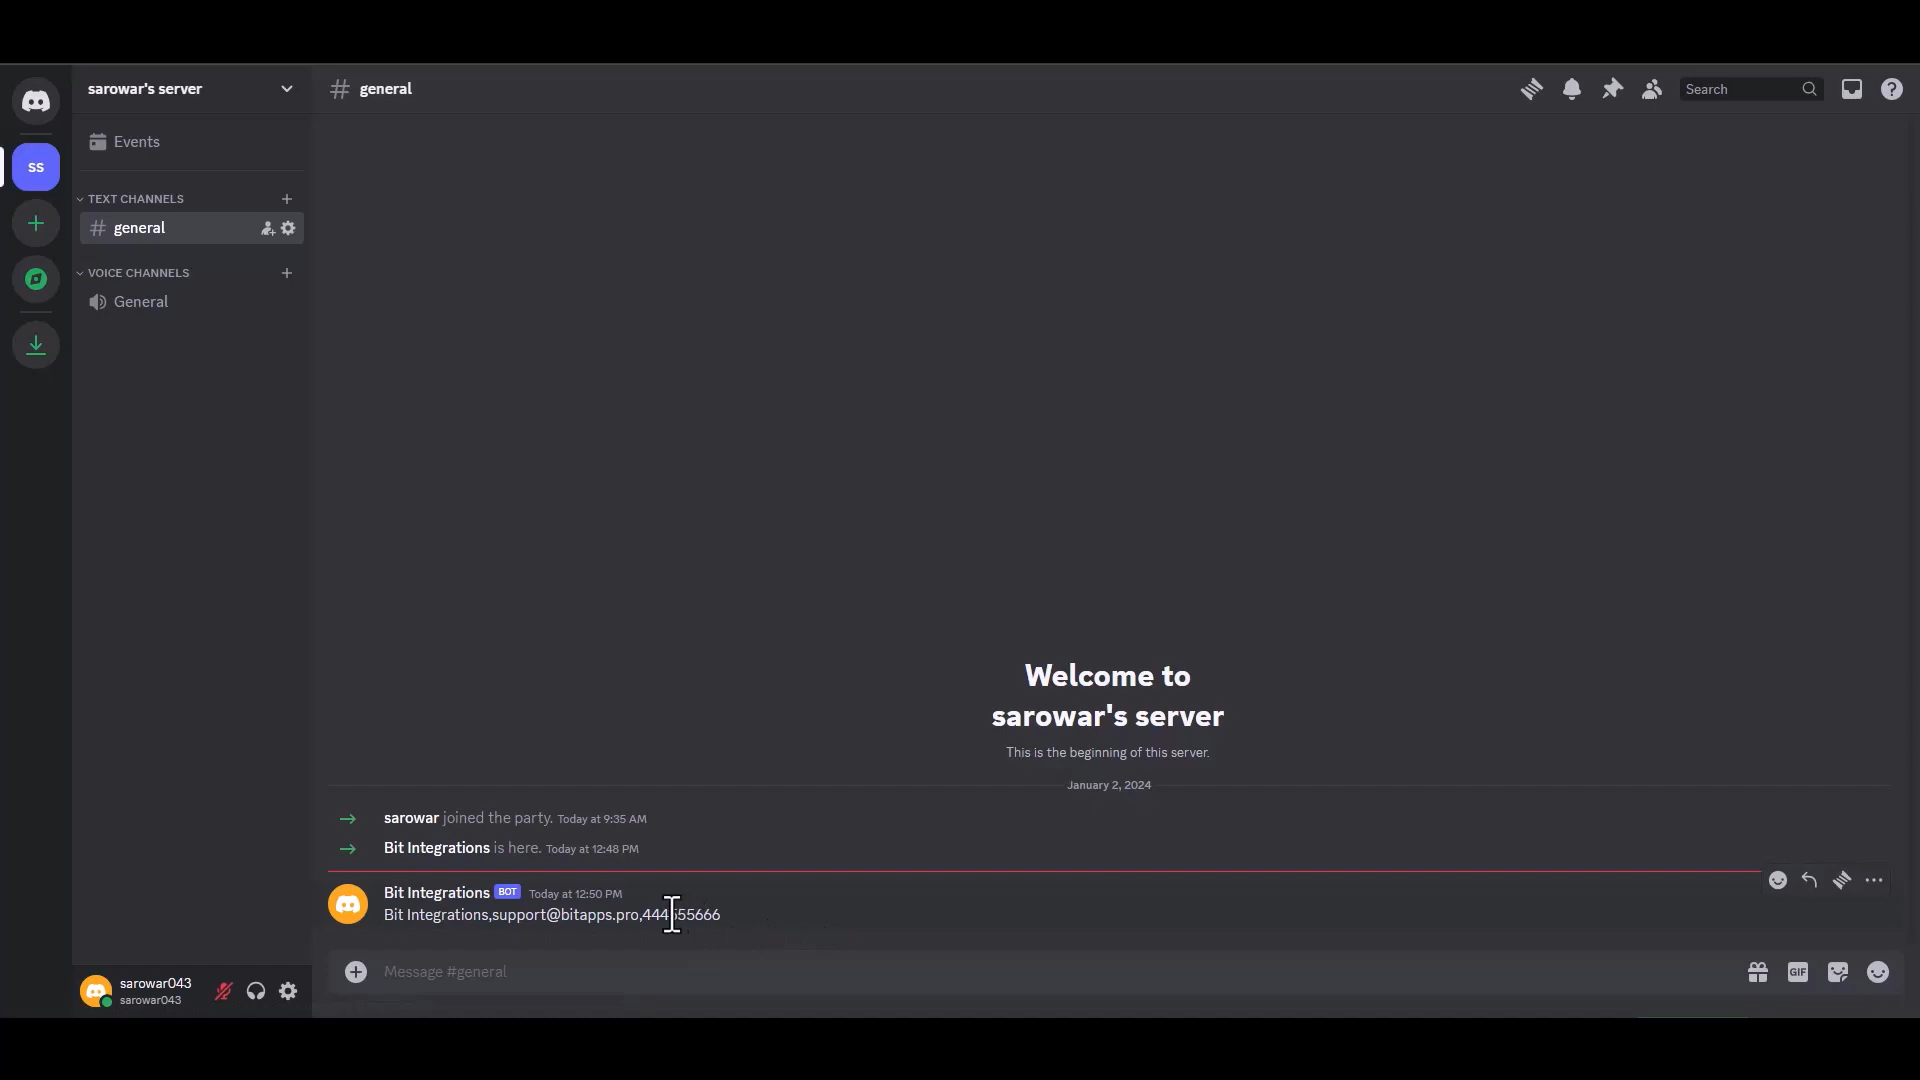 sarowar's server
# general
Search
?
SS
Events
TEXT CHANNELS
# general
VOICE CHANNELS
General
Welcome to
sarowar's server
This is the beginning of this server.
January 2, 2024
sarowar joined the party. Today at 9:35 AM
Bit Integrations is here. Today at 12:48 PM
Bit Integrations BOT Today at 12:50 PM
Bit Integrations,support@bitapps.pro,444555666
Message #general
GIF
sarowar043
sarowar043